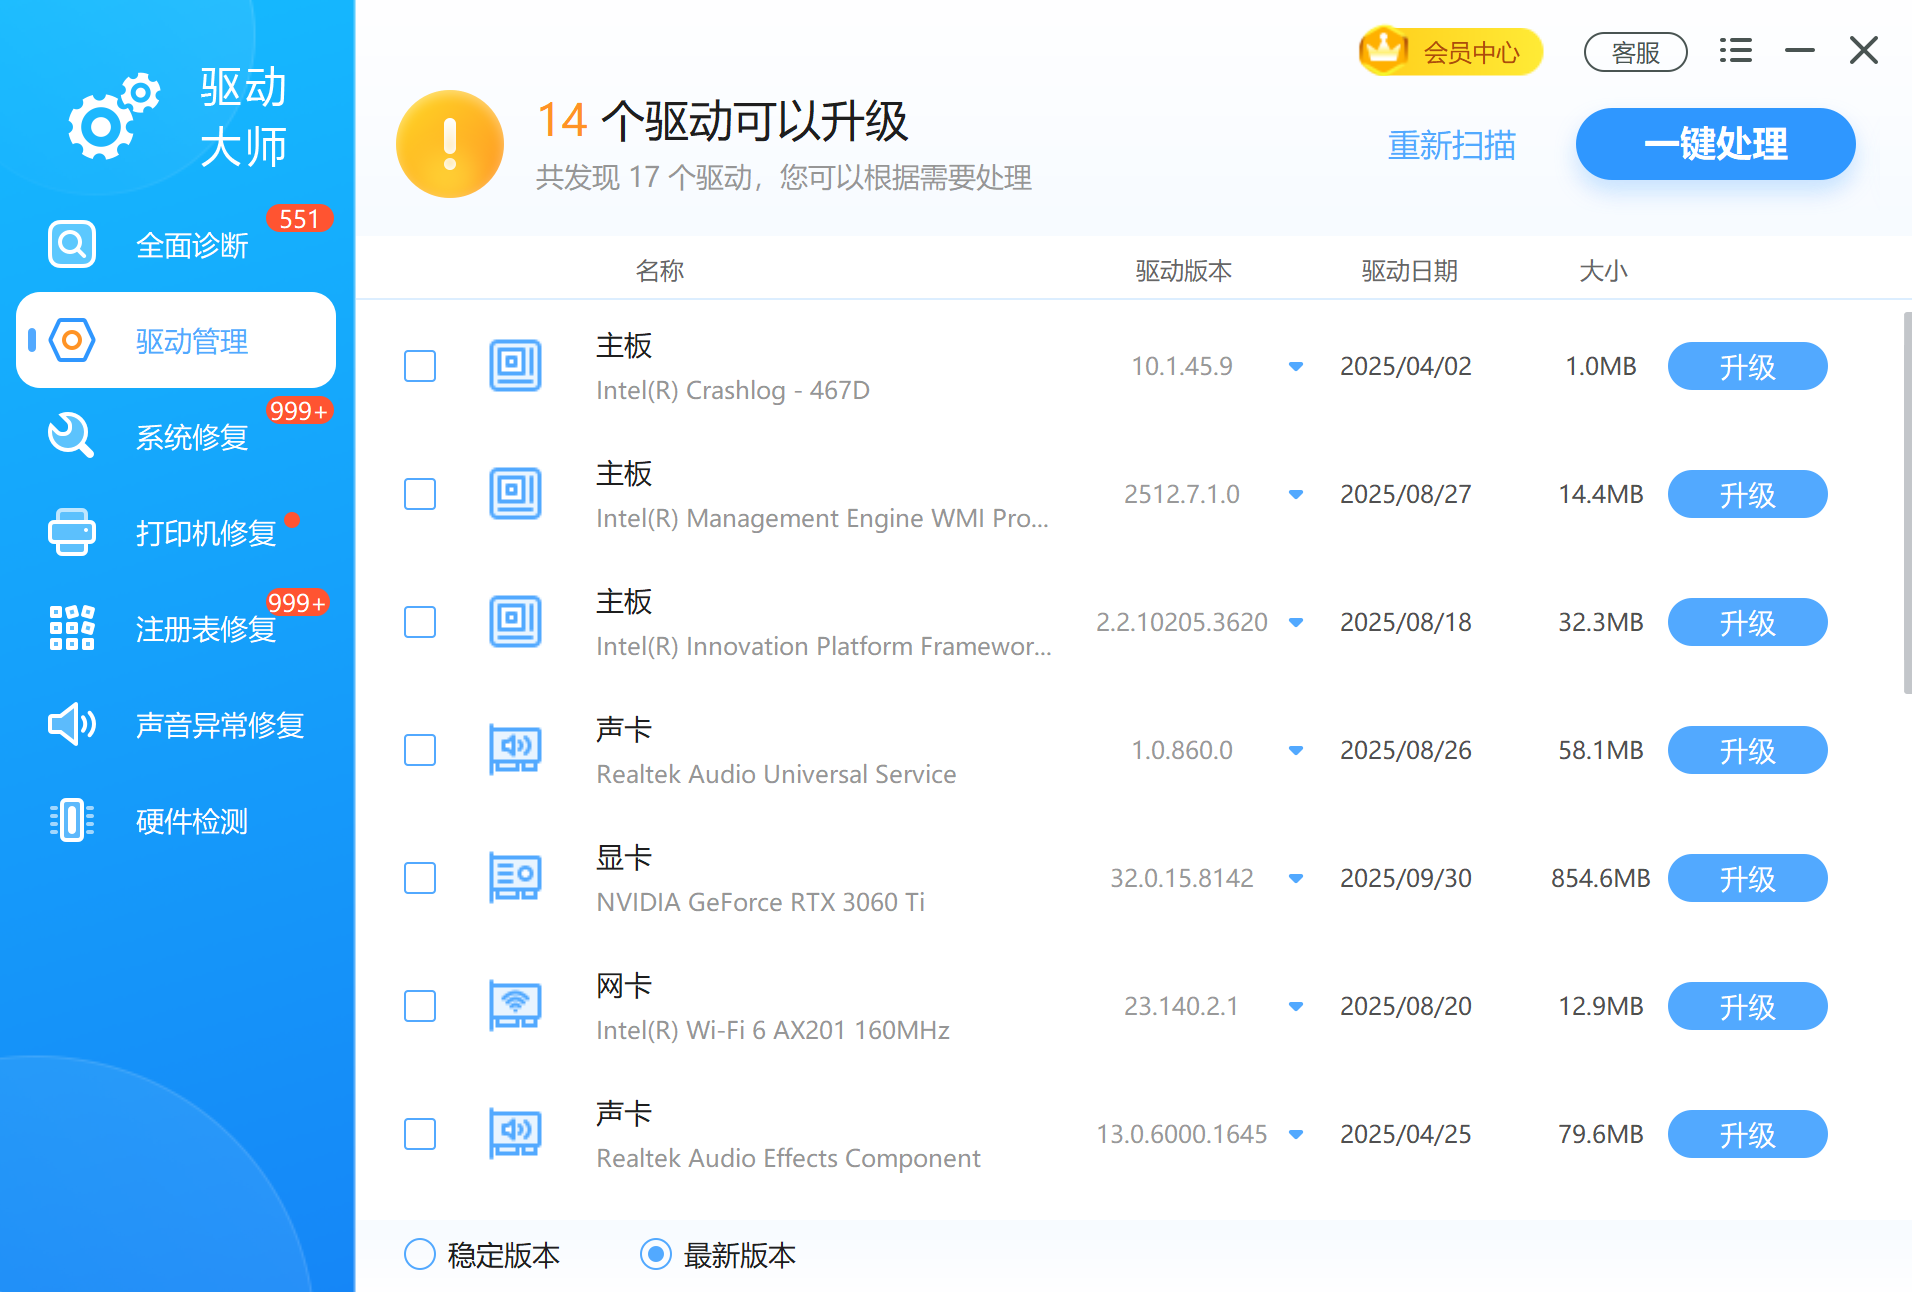 驱动
大师
会员中心
客服
14 个驱动可以升级
共发现 17 个驱动，您可以根据需要处理
重新扫描
一键处理
全面诊断
551
驱动管理
系统修复
999+
打印机修复
注册表修复
999+
声音异常修复
硬件检测
名称 驱动版本 驱动日期 大小
主板
Intel(R) Crashlog - 467D
10.1.45.9 2025/04/02 1.0MB 升级
主板
Intel(R) Management Engine WMI Pro...
2512.7.1.0 2025/08/27 14.4MB 升级
主板
Intel(R) Innovation Platform Framewor...
2.2.10205.3620 2025/08/18 32.3MB 升级
声卡
Realtek Audio Universal Service
1.0.860.0 2025/08/26 58.1MB 升级
显卡
NVIDIA GeForce RTX 3060 Ti
32.0.15.8142 2025/09/30 854.6MB 升级
网卡
Intel(R) Wi-Fi 6 AX201 160MHz
23.140.2.1 2025/08/20 12.9MB 升级
声卡
Realtek Audio Effects Component
13.0.6000.1645 2025/04/25 79.6MB 升级
稳定版本 最新版本